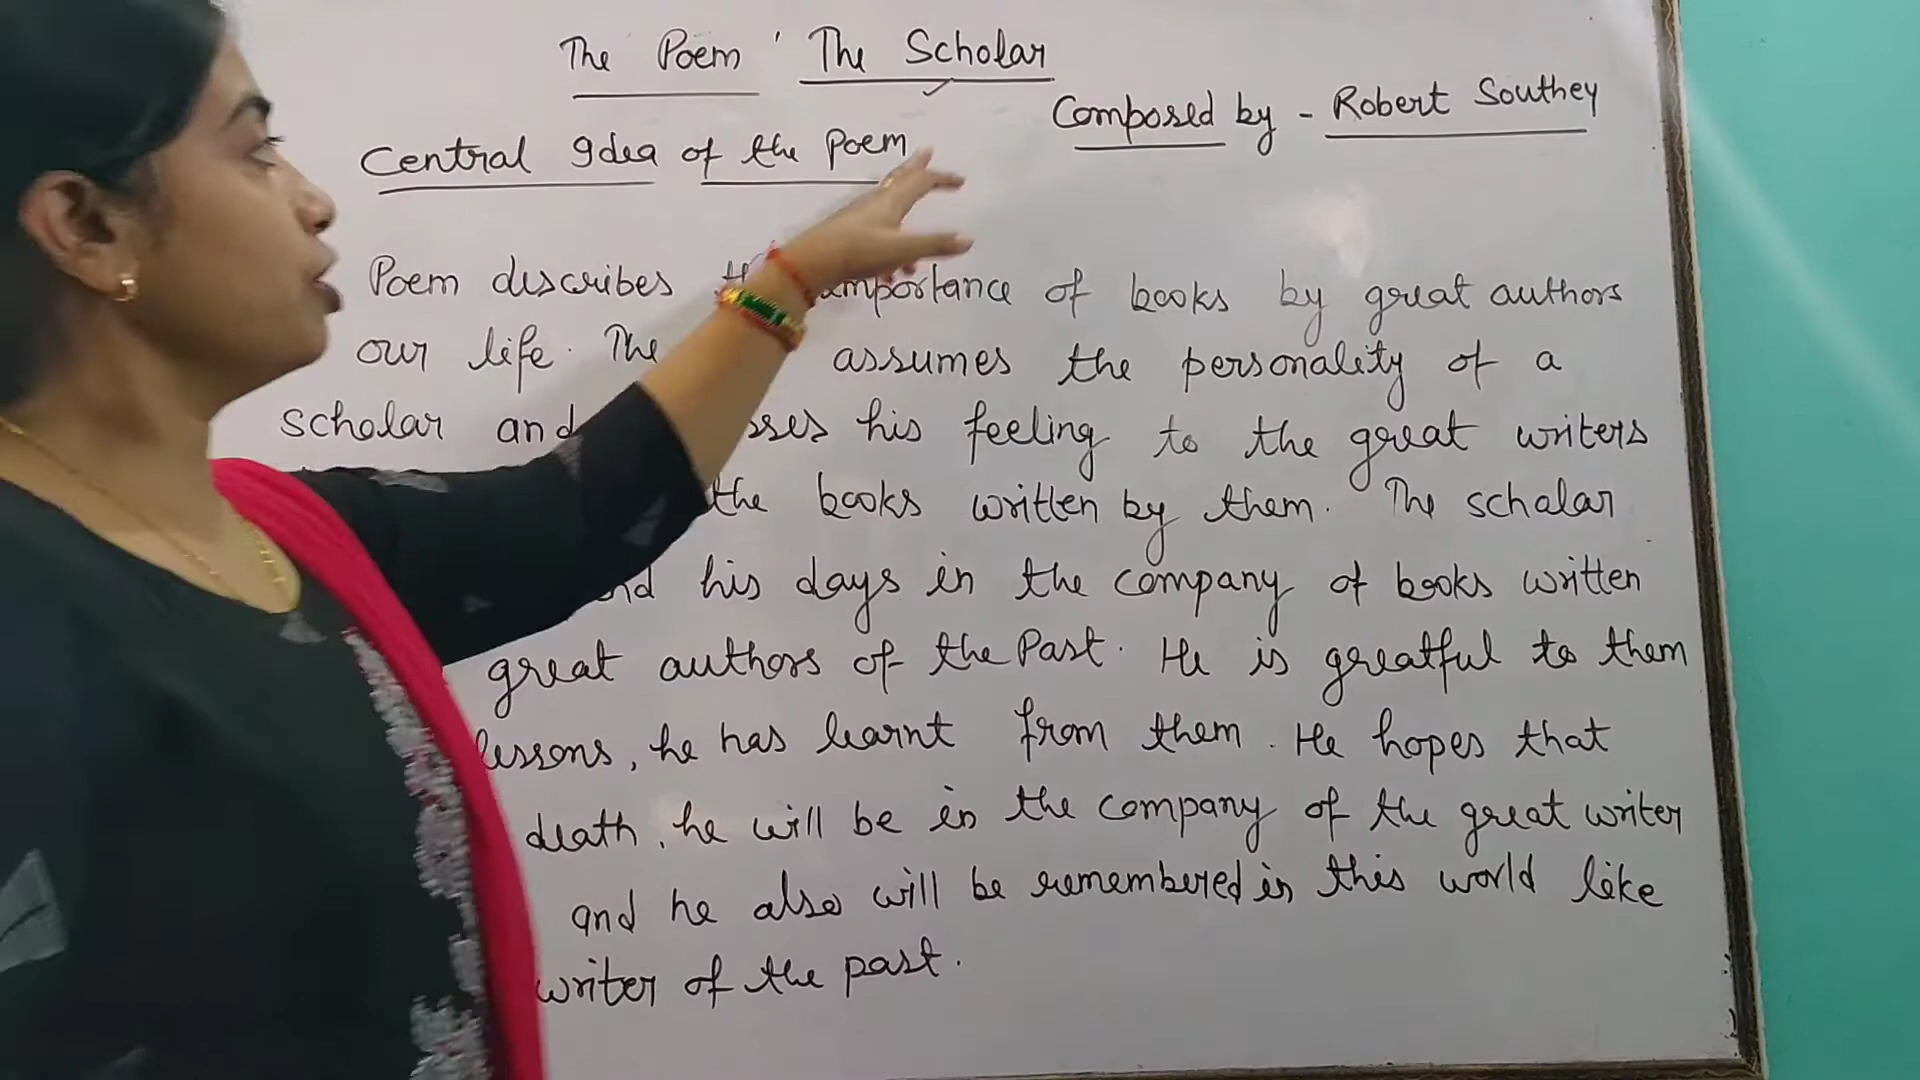 The Poem ' The Scholar
Composed by - Robert Southey
Central Idea of the Poem
Poem describes importance of books by great authors
our life. The assumes the personality of a
scholar and his feeling to the great writers
the books written by them. The schalar
his days in the company of books written
great authors of the Past. He is greatful to them
lessons, he has learnt from them. He hopes that
death, he will be in the company of the great writer
and he also will be remembered in this world like
writer of the past.